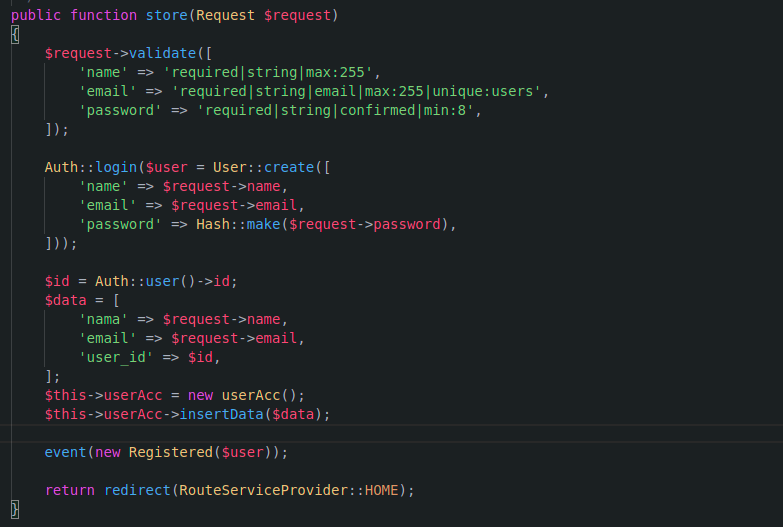 public function store(Request $request)
{
    $request->validate([
        'name' => 'required|string|max:255',
        'email' => 'required|string|email|max:255|unique:users',
        'password' => 'required|string|confirmed|min:8',
    ]);

    Auth::login($user = User::create([
        'name' => $request->name,
        'email' => $request->email,
        'password' => Hash::make($request->password),
    ]));

    $id = Auth::user()->id;
    $data = [
        'nama' => $request->name,
        'email' => $request->email,
        'user_id' => $id,
    ];
    $this->userAcc = new userAcc();
    $this->userAcc->insertData($data);

    event(new Registered($user));

    return redirect(RouteServiceProvider::HOME);
}